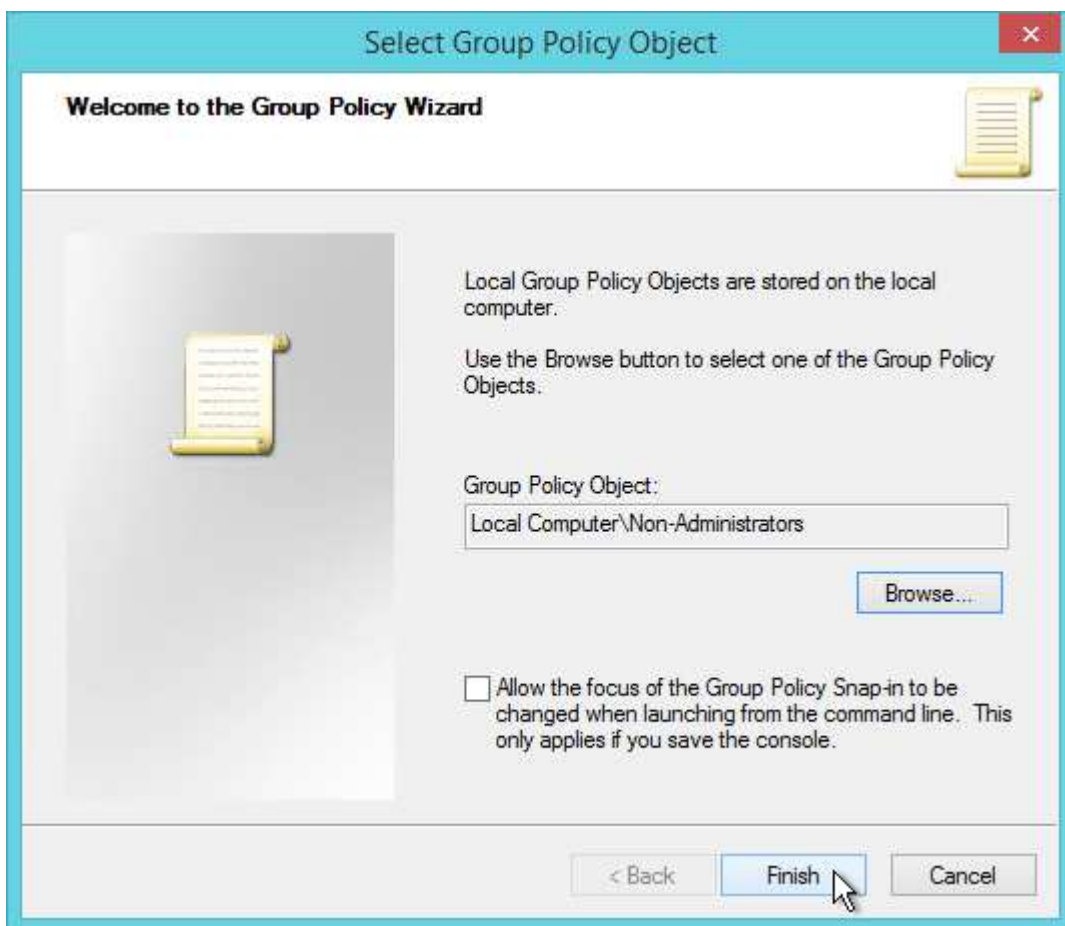 Select Group Policy Object
Welcome to the Group Policy Wizard
Local Group Policy Objects are stored on the local
computer.
Use the Browse button to select one of the Group Policy
Objects.
Group Policy Object:
Local Computer\Non-Administrators
Browse...
Allow the focus of the Group Policy Snap-in to be
changed when launching from the command line. This
only applies if you save the console.
< Back
Finish
Cancel